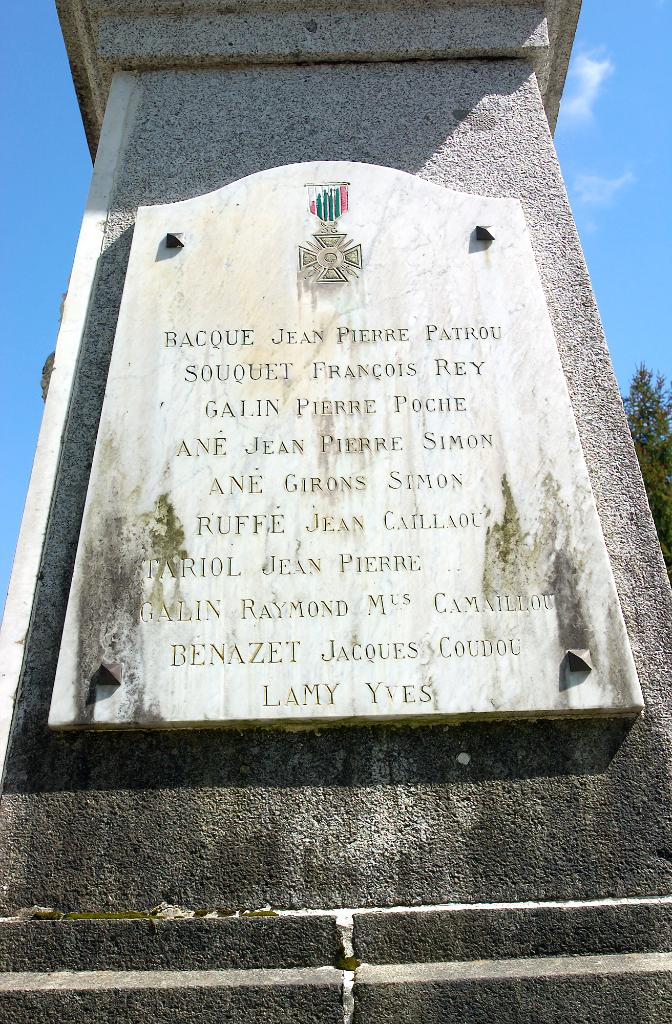 BACQUE JEAN PIERRE PATROU
SOUQUET FRANÇOIS REY
GALIN PIERRE POCHE
ANÉ JEAN PIERRE SIMON
ANÉ GIRONS SIMON
RUFFÉ JEAN CAILLAOU
TARIOL JEAN PIERRE ..
GALIN RAYMOND MUS CAMAILLOU
BÉNAZET JACQUES COUDOU
LAMY YVES